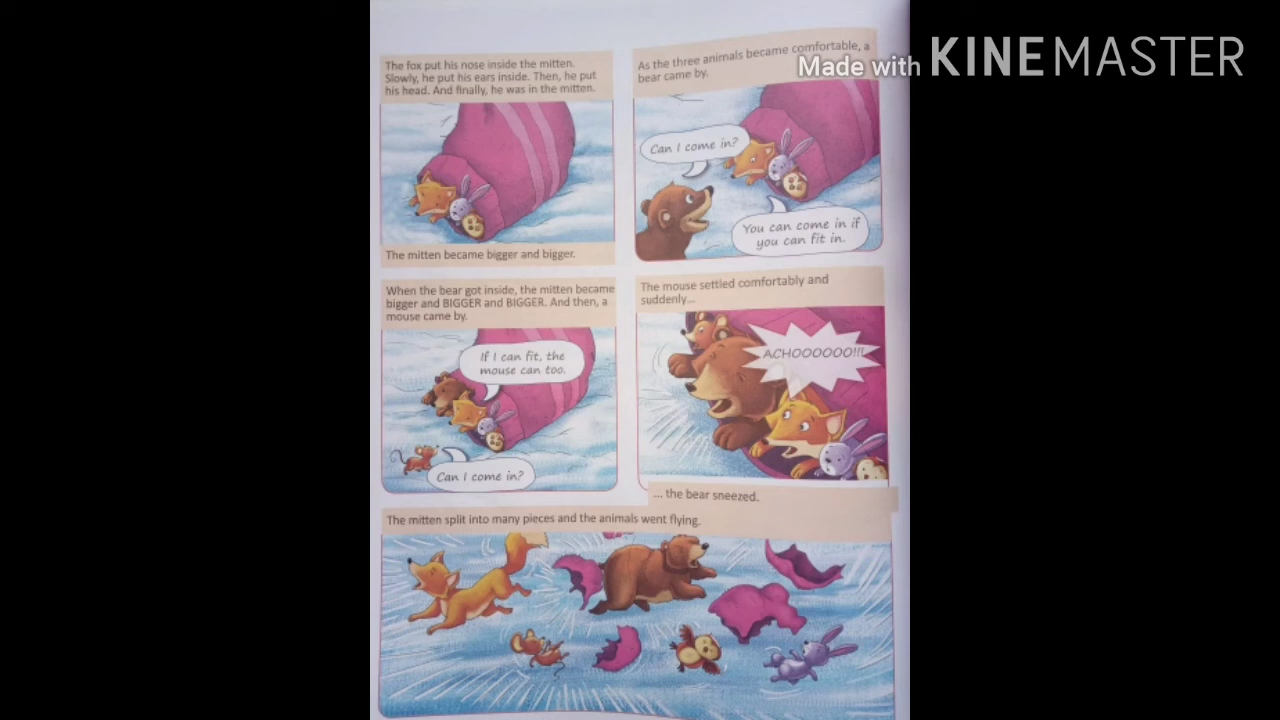 Made with KINEMASTER
The fox put his nose inside the mitten.
Slowly, he put his ears inside. Then, he put
his head. And finally, he was in the mitten.
The mitten became bigger and bigger.
As the three animals became comfortable, a
bear came by.
Can I come in?
You can come in if
you can fit in.
When the bear got inside, the mitten became
bigger and BIGGER and BIGGER. And then, a
mouse came by.
If I can fit, the
mouse can too.
Can I come in?
The mouse settled comfortably and
suddenly...
ACHOOOOOO!!!
... the bear sneezed.
The mitten split into many pieces and the animals went flying.